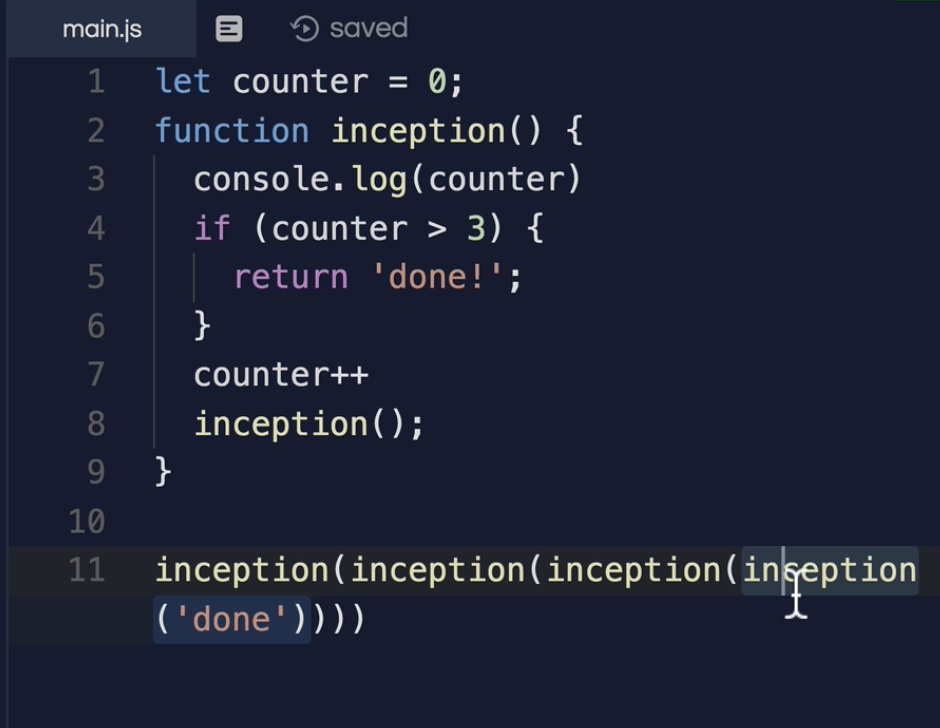 main.js saved
1 let counter = 0;
2 function inception() {
3   console.log(counter)
4   if (counter > 3) {
5     return 'done!';
6   }
7   counter++
8   inception();
9 }
10
11 inception(inception(inception(inception
('done'))))